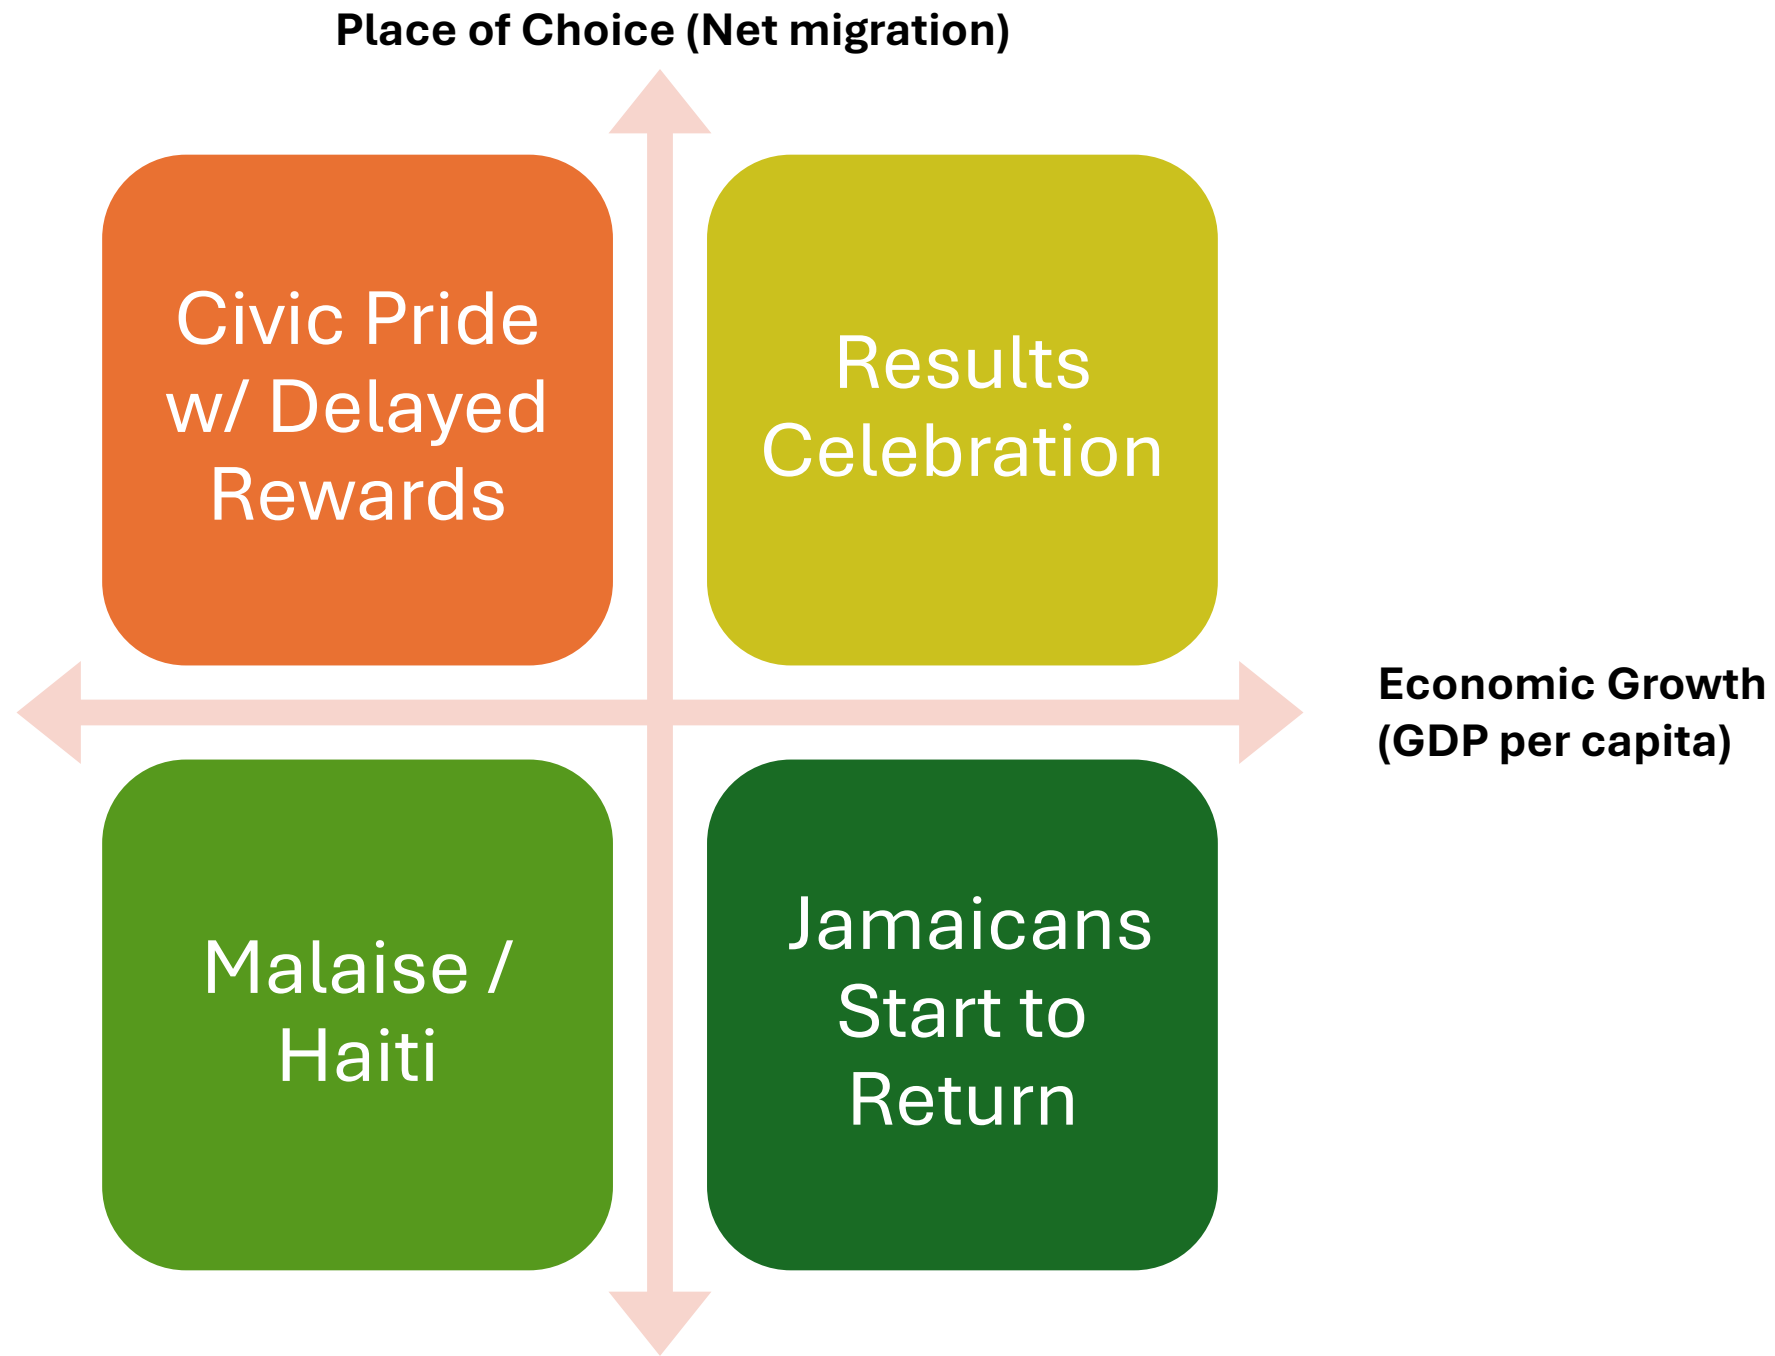 Place of Choice (Net migration)
Civic Pride
w/ Delayed
Rewards
Results
Celebration
Economic Growth
(GDP per capita)
Malaise /
Haiti
Jamaicans
Start to
Return